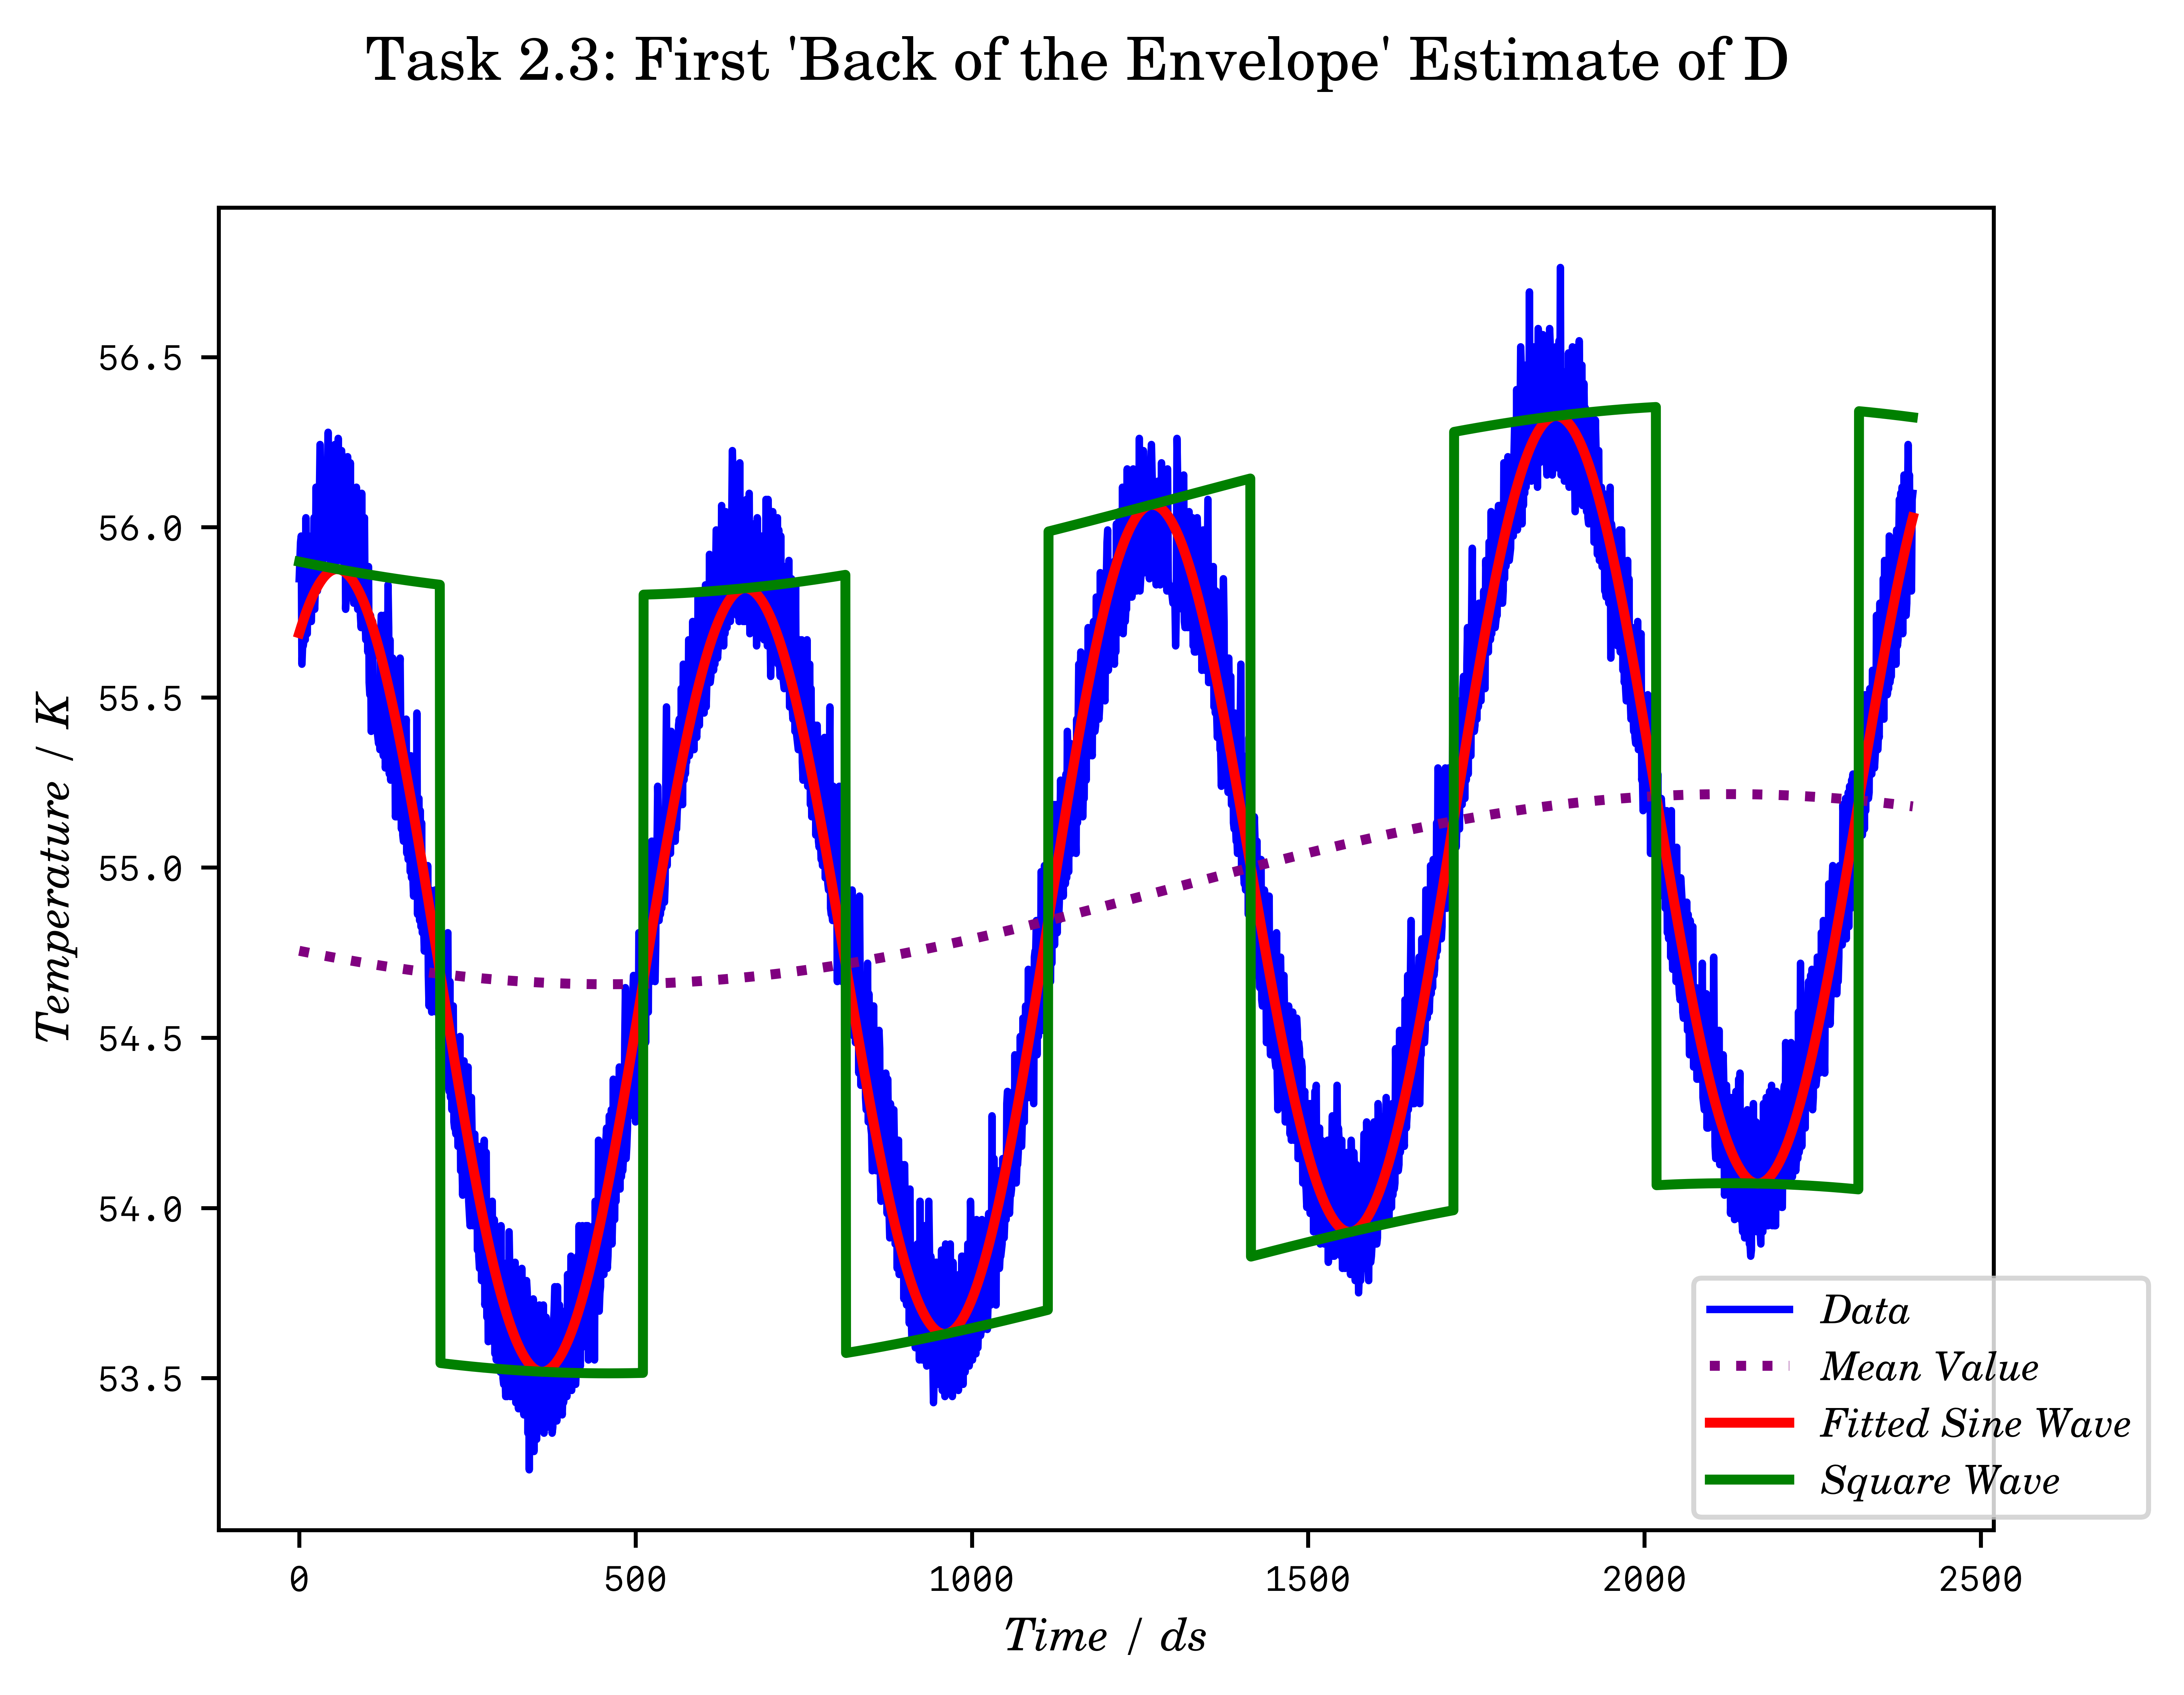 Task 2.3: First 'Back of the Envelope' Estimate of D
56.5
56.0
55.5
55.0
54.5
54.0
53.5
Temperature / K
0 500 1000 1500 2000 2500
Time / ds
Data
Mean Value
Fitted Sine Wave
Square Wave